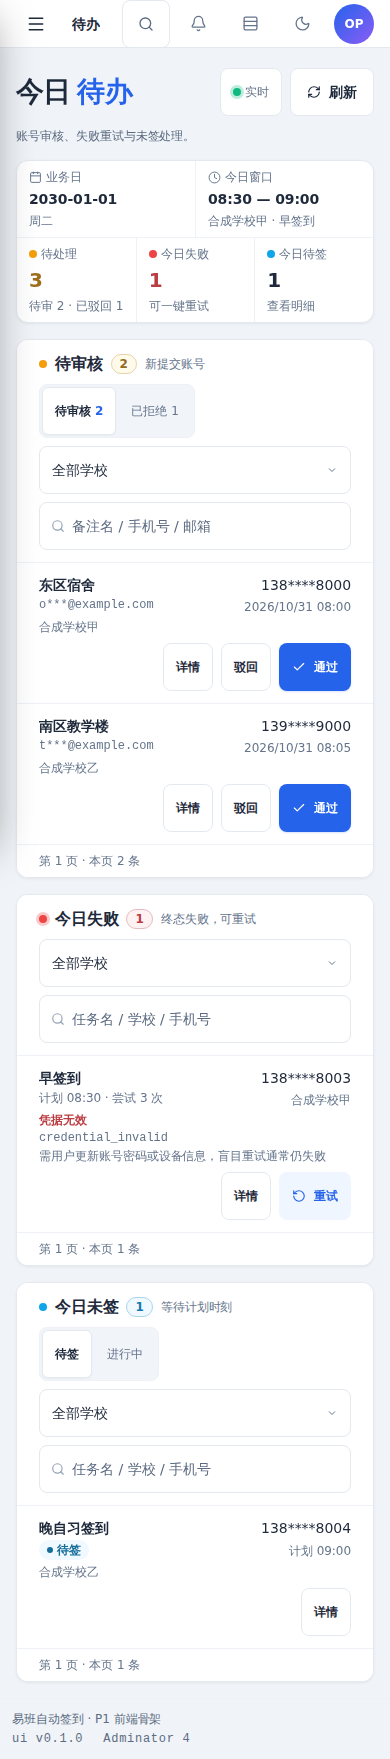 待办
OP
今日 待办
实时
刷新
账号审核、失败重试与未签处理。
业务日
2030-01-01
周二
今日窗口
08:30 — 09:00
合成学校甲 · 早签到
待处理
3
待审 2 · 已驳回 1
今日失败
1
可一键重试
今日待签
1
查看明细
待审核 2 新提交账号
待审核 2 已拒绝 1
全部学校
备注名 / 手机号 / 邮箱
东区宿舍 138****8000
o***@example.com 2026/10/31 08:00
合成学校甲
详情 驳回 通过
南区教学楼 139****9000
t***@example.com 2026/10/31 08:05
合成学校乙
详情 驳回 通过
第 1 页 · 本页 2 条
今日失败 1 终态失败，可重试
全部学校
任务名 / 学校 / 手机号
早签到 138****8003
计划 08:30 · 尝试 3 次 合成学校甲
凭据无效
credential_invalid
需用户更新账号密码或设备信息，盲目重试通常仍失败
详情 重试
第 1 页 · 本页 1 条
今日未签 1 等待计划时刻
待签 进行中
全部学校
任务名 / 学校 / 手机号
晚自习签到 138****8004
待签 计划 09:00
合成学校乙
详情
第 1 页 · 本页 1 条
易班自动签到 · P1 前端骨架
ui v0.1.0 Adminator 4